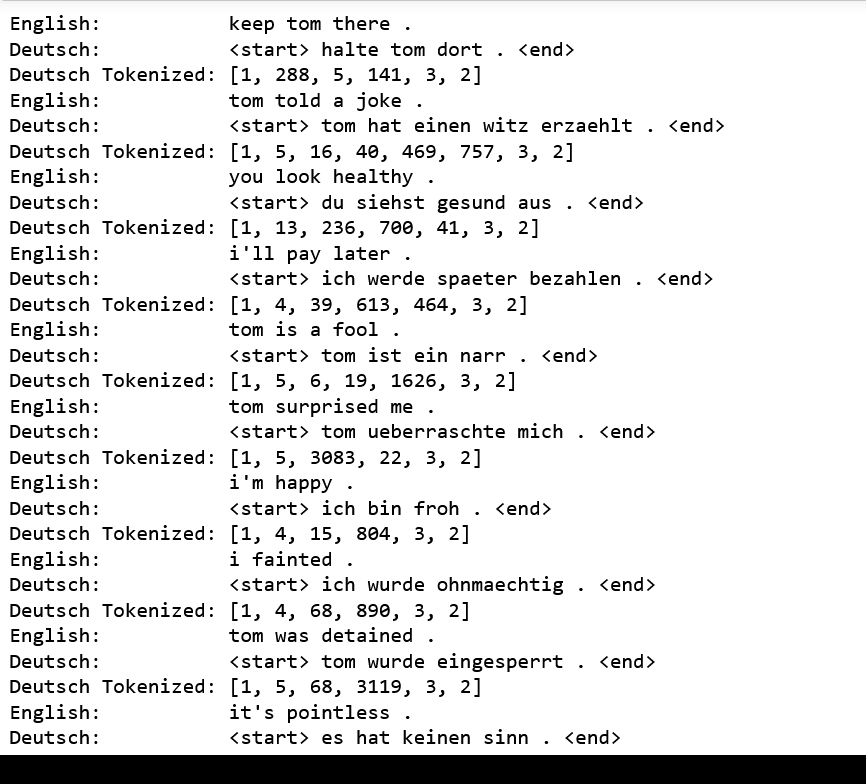 English: keep tom there .
Deutsch: <start> halte tom dort . <end>
Deutsch Tokenized: [1, 288, 5, 141, 3, 2]
English: tom told a joke .
Deutsch: <start> tom hat einen witz erzaehlt . <end>
Deutsch Tokenized: [1, 5, 16, 40, 469, 757, 3, 2]
English: you look healthy .
Deutsch: <start> du siehst gesund aus . <end>
Deutsch Tokenized: [1, 13, 236, 700, 41, 3, 2]
English: i'll pay later .
Deutsch: <start> ich werde spaeter bezahlen . <end>
Deutsch Tokenized: [1, 4, 39, 613, 464, 3, 2]
English: tom is a fool .
Deutsch: <start> tom ist ein narr . <end>
Deutsch Tokenized: [1, 5, 6, 19, 1626, 3, 2]
English: tom surprised me .
Deutsch: <start> tom ueberraschte mich . <end>
Deutsch Tokenized: [1, 5, 3083, 22, 3, 2]
English: i'm happy .
Deutsch: <start> ich bin froh . <end>
Deutsch Tokenized: [1, 4, 15, 804, 3, 2]
English: i fainted .
Deutsch: <start> ich wurde ohnmaechtig . <end>
Deutsch Tokenized: [1, 4, 68, 890, 3, 2]
English: tom was detained .
Deutsch: <start> tom wurde eingesperrt . <end>
Deutsch Tokenized: [1, 5, 68, 3119, 3, 2]
English: it's pointless .
Deutsch: <start> es hat keinen sinn . <end>